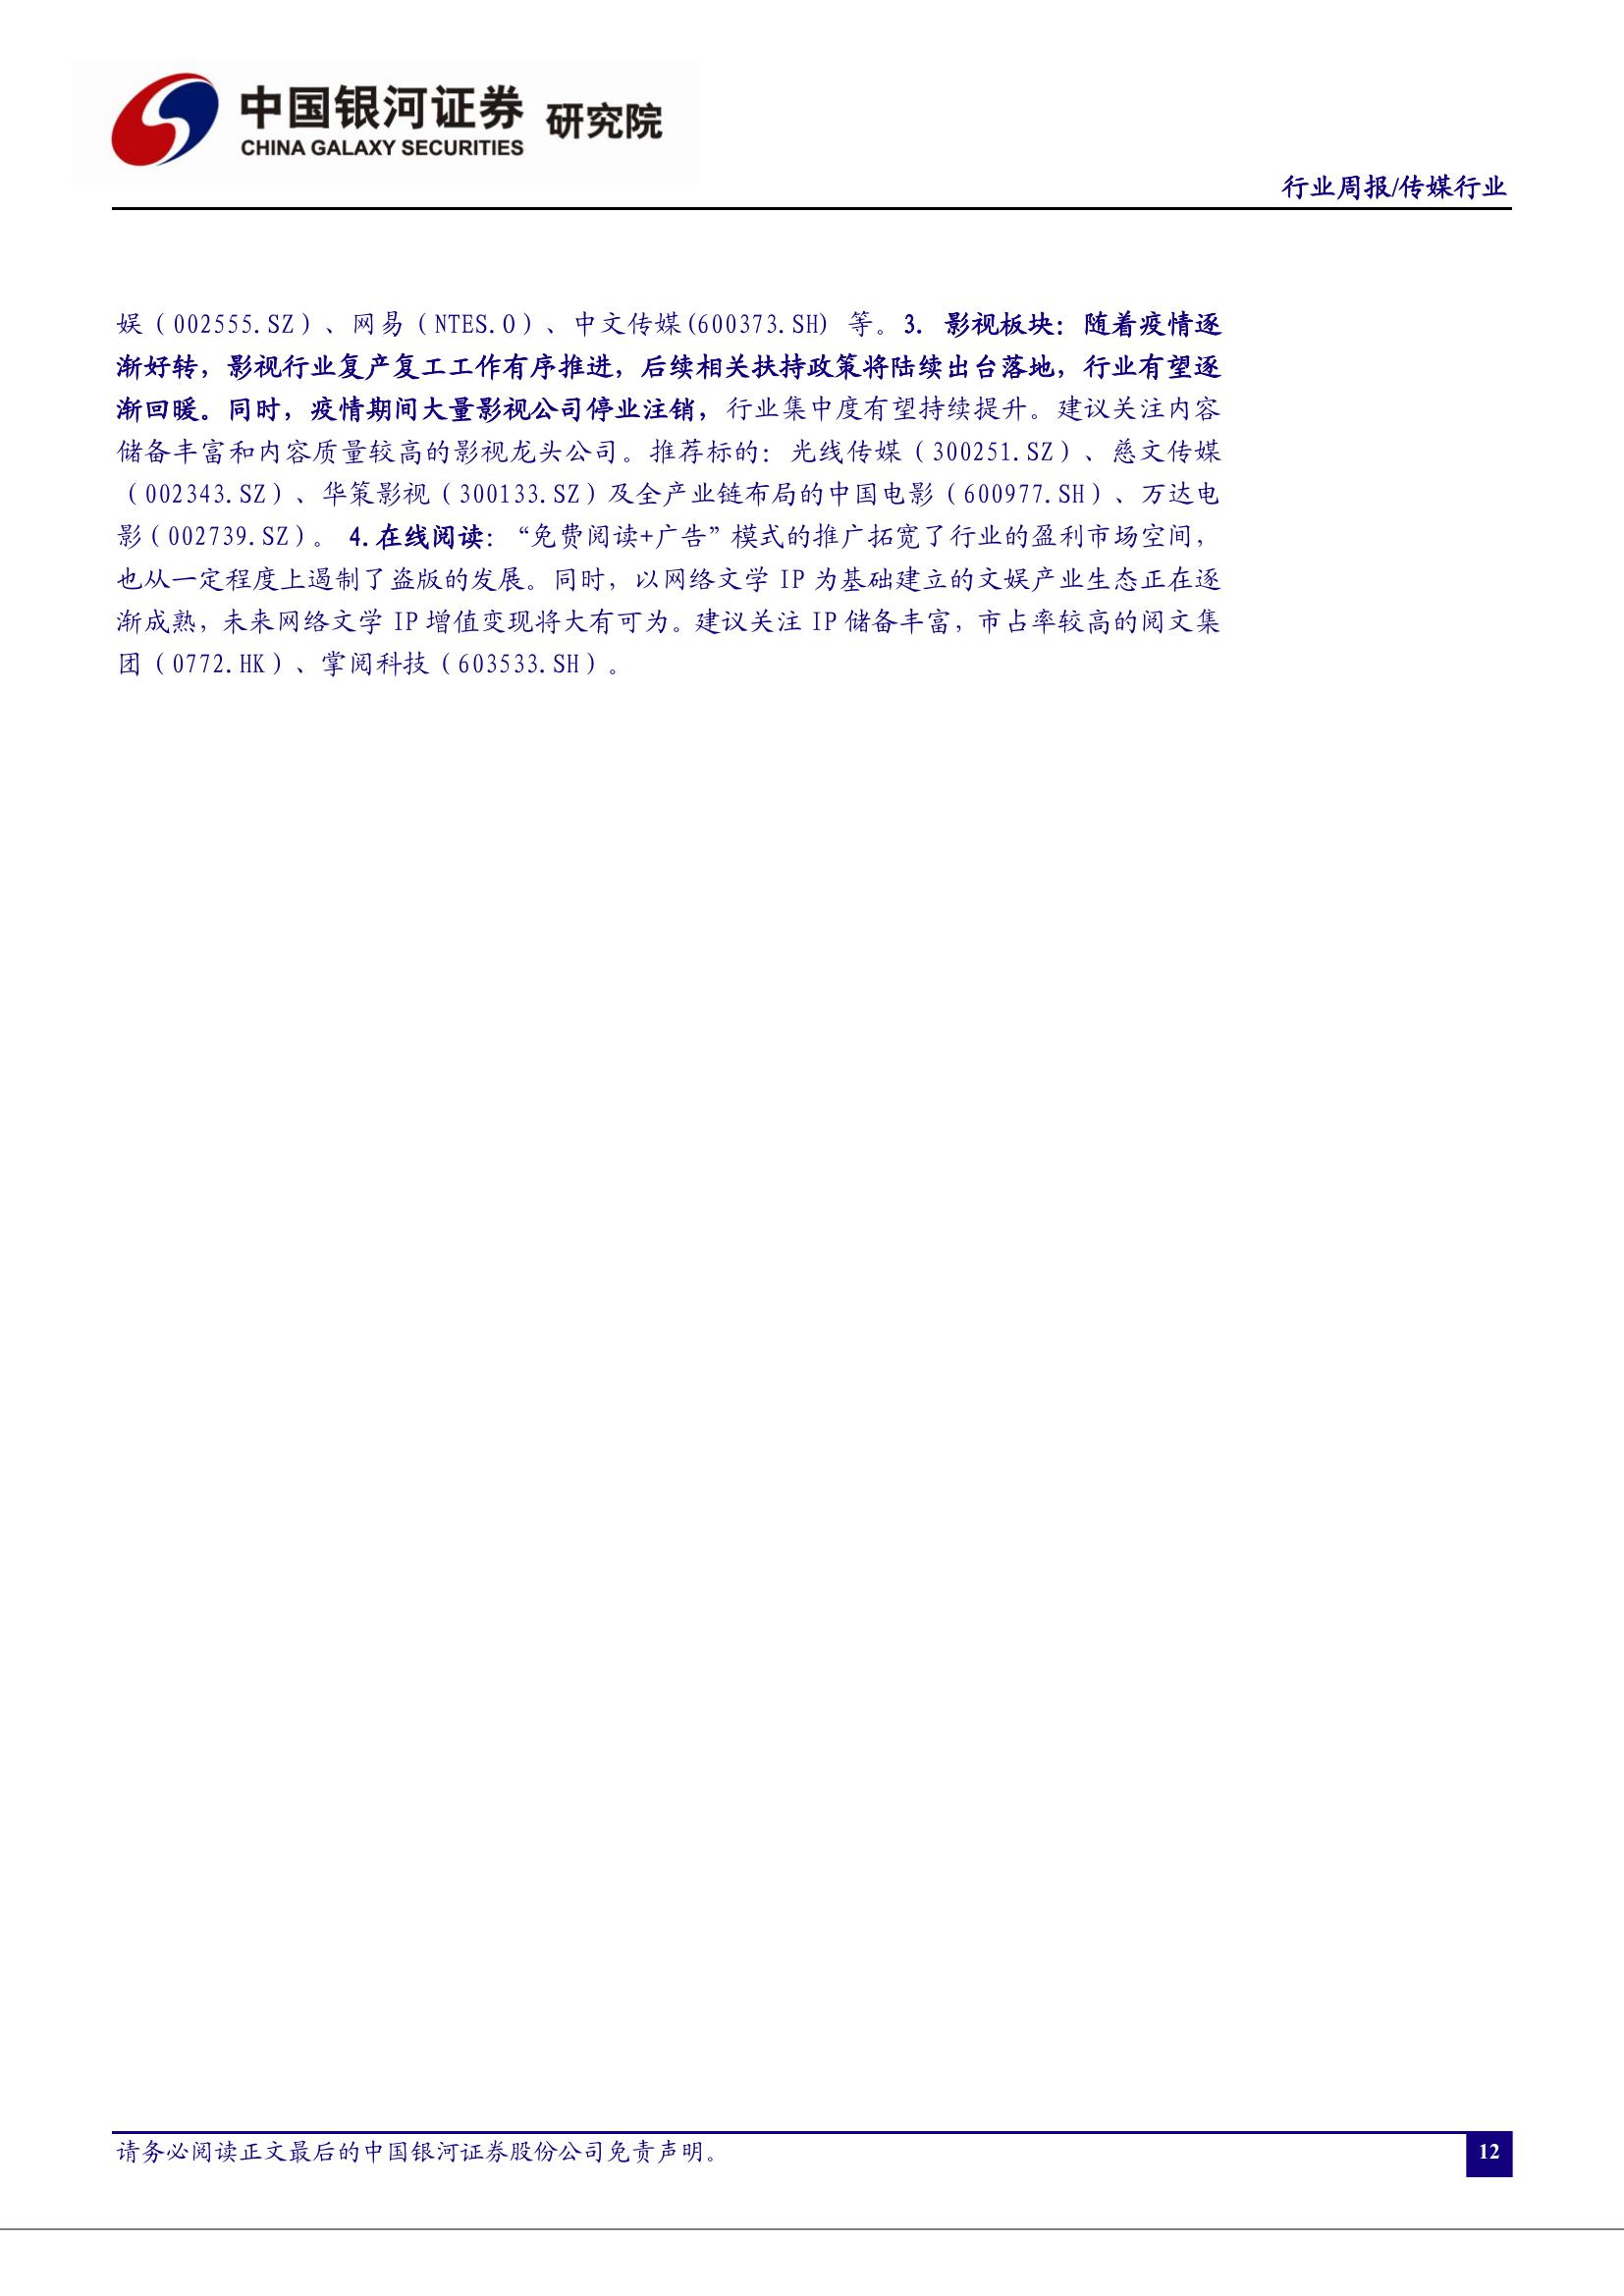 中国银河证券 研究院
CHINA GALAXY SECURITIES
行业周报/传媒行业
娱（002555.SZ）、网易（NTES.O）、中文传媒(600373.SH) 等。3. 影视板块：随着疫情逐
渐好转，影视行业复产复工工作有序推进，后续相关扶持政策将陆续出台落地，行业有望逐
渐回暖。同时，疫情期间大量影视公司停业注销，行业集中度有望持续提升。建议关注内容
储备丰富和内容质量较高的影视龙头公司。推荐标的：光线传媒（300251.SZ）、慈文传媒
（002343.SZ）、华策影视（300133.SZ）及全产业链布局的中国电影（600977.SH）、万达电
影（002739.SZ）。 4.在线阅读：“免费阅读+广告”模式的推广拓宽了行业的盈利市场空间，
也从一定程度上遏制了盗版的发展。同时，以网络文学 IP 为基础建立的文娱产业生态正在逐
渐成熟，未来网络文学 IP 增值变现将大有可为。建议关注 IP 储备丰富，市占率较高的阅文集
团（0772.HK）、掌阅科技（603533.SH）。
请务必阅读正文最后的中国银河证券股份公司免责声明。
12